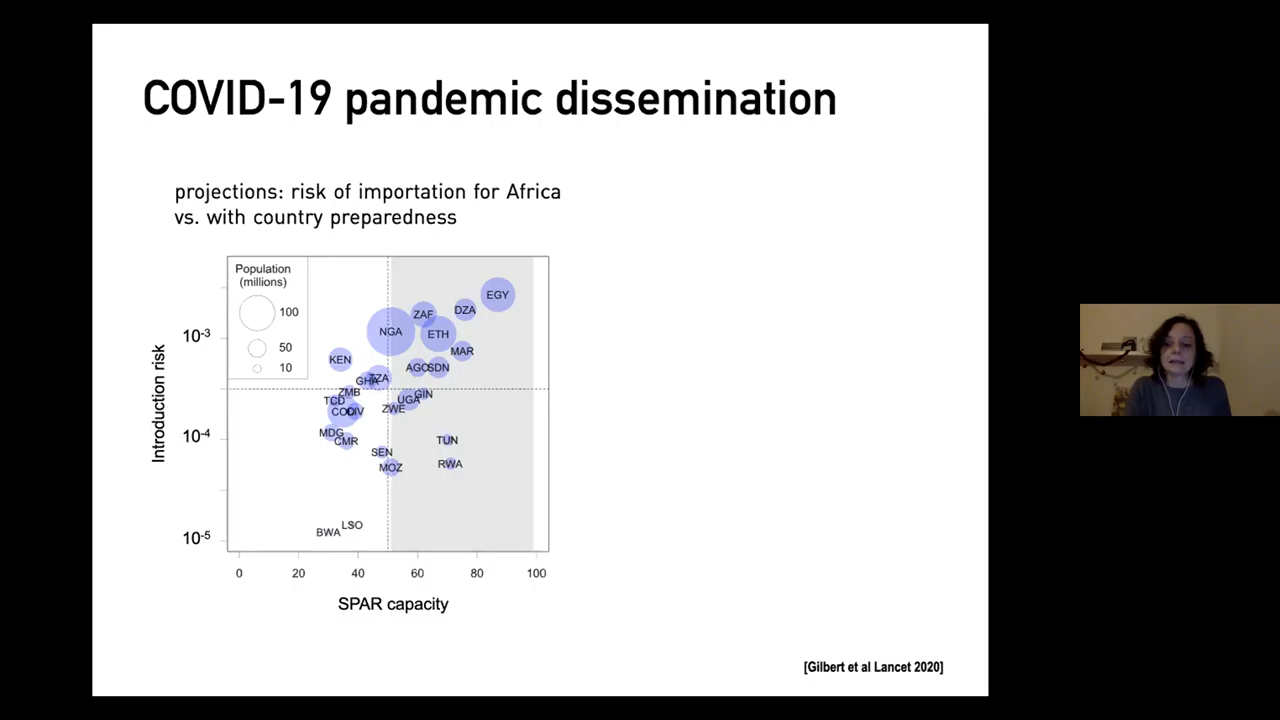 COVID-19 pandemic dissemination
projections: risk of importation for Africa
vs. with country preparedness
Population
(millions)
100
50
10
Introduction risk
10-3
10-4
10-5
EGY
DZA
ZAF
NGA
ETH
MAR
KEN
AGO
SDN
GHA
TZA
ZMB
GIN
TCD
UGA
COD
CIV
ZWE
MDG
CMR
TUN
SEN
MOZ
RWA
LSO
BWA
0 20 40 60 80 100
SPAR capacity
[Gilbert et al Lancet 2020]